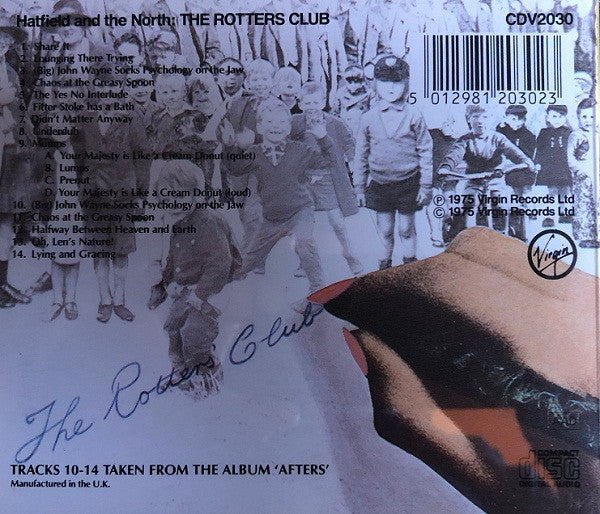 Hatfield and the North: THE ROTTERS CLUB
CDV2030
1. Share It
2. Lounging There Trying
3. (Big) John Wayne Socks Psychology on the Jaw
4. Chaos at the Greasy Spoon
5. The Yes No Interlude
6. Fitter Stoke has a Bath
7. Didn't Matter Anyway
8. Underdub
9. Mumps
A. Your Majesty is Like a Cream Donut (quiet)
B. Lumps
C. Prenut
D. Your Majesty is Like a Cream Donut (loud)
10. (Big) John Wayne Socks Psychology on the Jaw
11. Chaos at the Greasy Spoon
12. Halfway Between Heaven and Earth
13. Oh, Len's Nature!
14. Lying and Gracing
5 012981 203023
℗ 1975 Virgin Records Ltd
© 1975 Virgin Records Ltd
Virgin
The Rotters' Club
TRACKS 10-14 TAKEN FROM THE ALBUM 'AFTERS'
Manufactured in the U.K.
COMPACT
disc
DIGITAL AUDIO